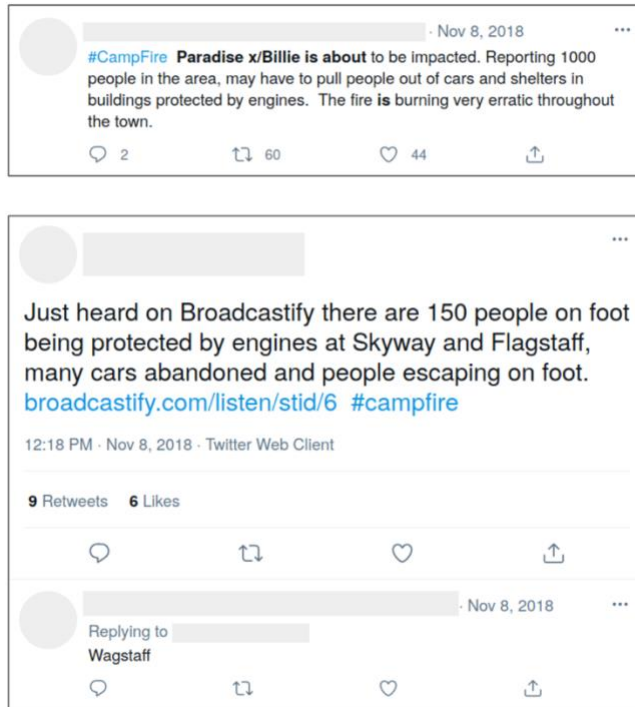 · Nov 8, 2018 ...
#CampFire Paradise x/Billie is about to be impacted. Reporting 1000
people in the area, may have to pull people out of cars and shelters in
buildings protected by engines. The fire is burning very erratic throughout
the town.
2 60 44
...
Just heard on Broadcastify there are 150 people on foot
being protected by engines at Skyway and Flagstaff,
many cars abandoned and people escaping on foot.
broadcastify.com/listen/stid/6 #campfire
12:18 PM · Nov 8, 2018 · Twitter Web Client
9 Retweets 6 Likes
· Nov 8, 2018 ...
Replying to
Wagstaff